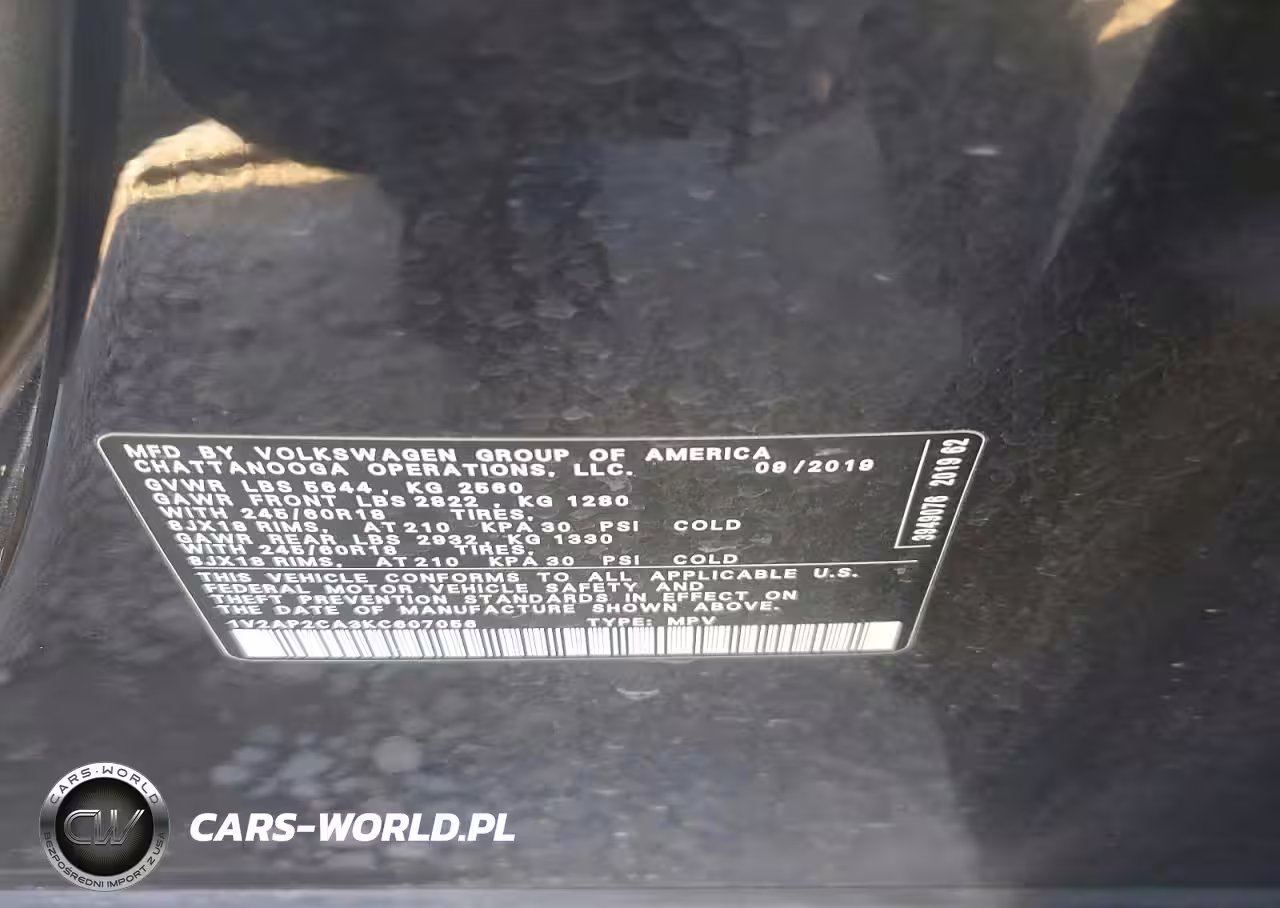 MFD BY VOLKSWAGEN GROUP OF AMERICA
CHATTANOOGA OPERATIONS, LLC. 09/2019
GVWR LBS 5644, KG 2560
GAWR FRONT LBS 2822, KG 1280
WITH 245/60R18 TIRES,
8JX18 RIMS, AT 210 KPA 30 PSI COLD
GAWR REAR LBS 2932, KG 1330
WITH 245/60R18 TIRES,
8JX18 RIMS, AT 210 KPA 30 PSI COLD
THIS VEHICLE CONFORMS TO ALL APPLICABLE U.S.
FEDERAL MOTOR VEHICLE SAFETY AND
THEFT PREVENTION STANDARDS IN EFFECT ON
THE DATE OF MANUFACTURE SHOWN ABOVE.
1V2AP2CA3KC607056 TYPE: MPV
3949076 2019 62
CARS-WORLD
CW
BEZPOŚREDNI IMPORT Z USA
CARS-WORLD.PL